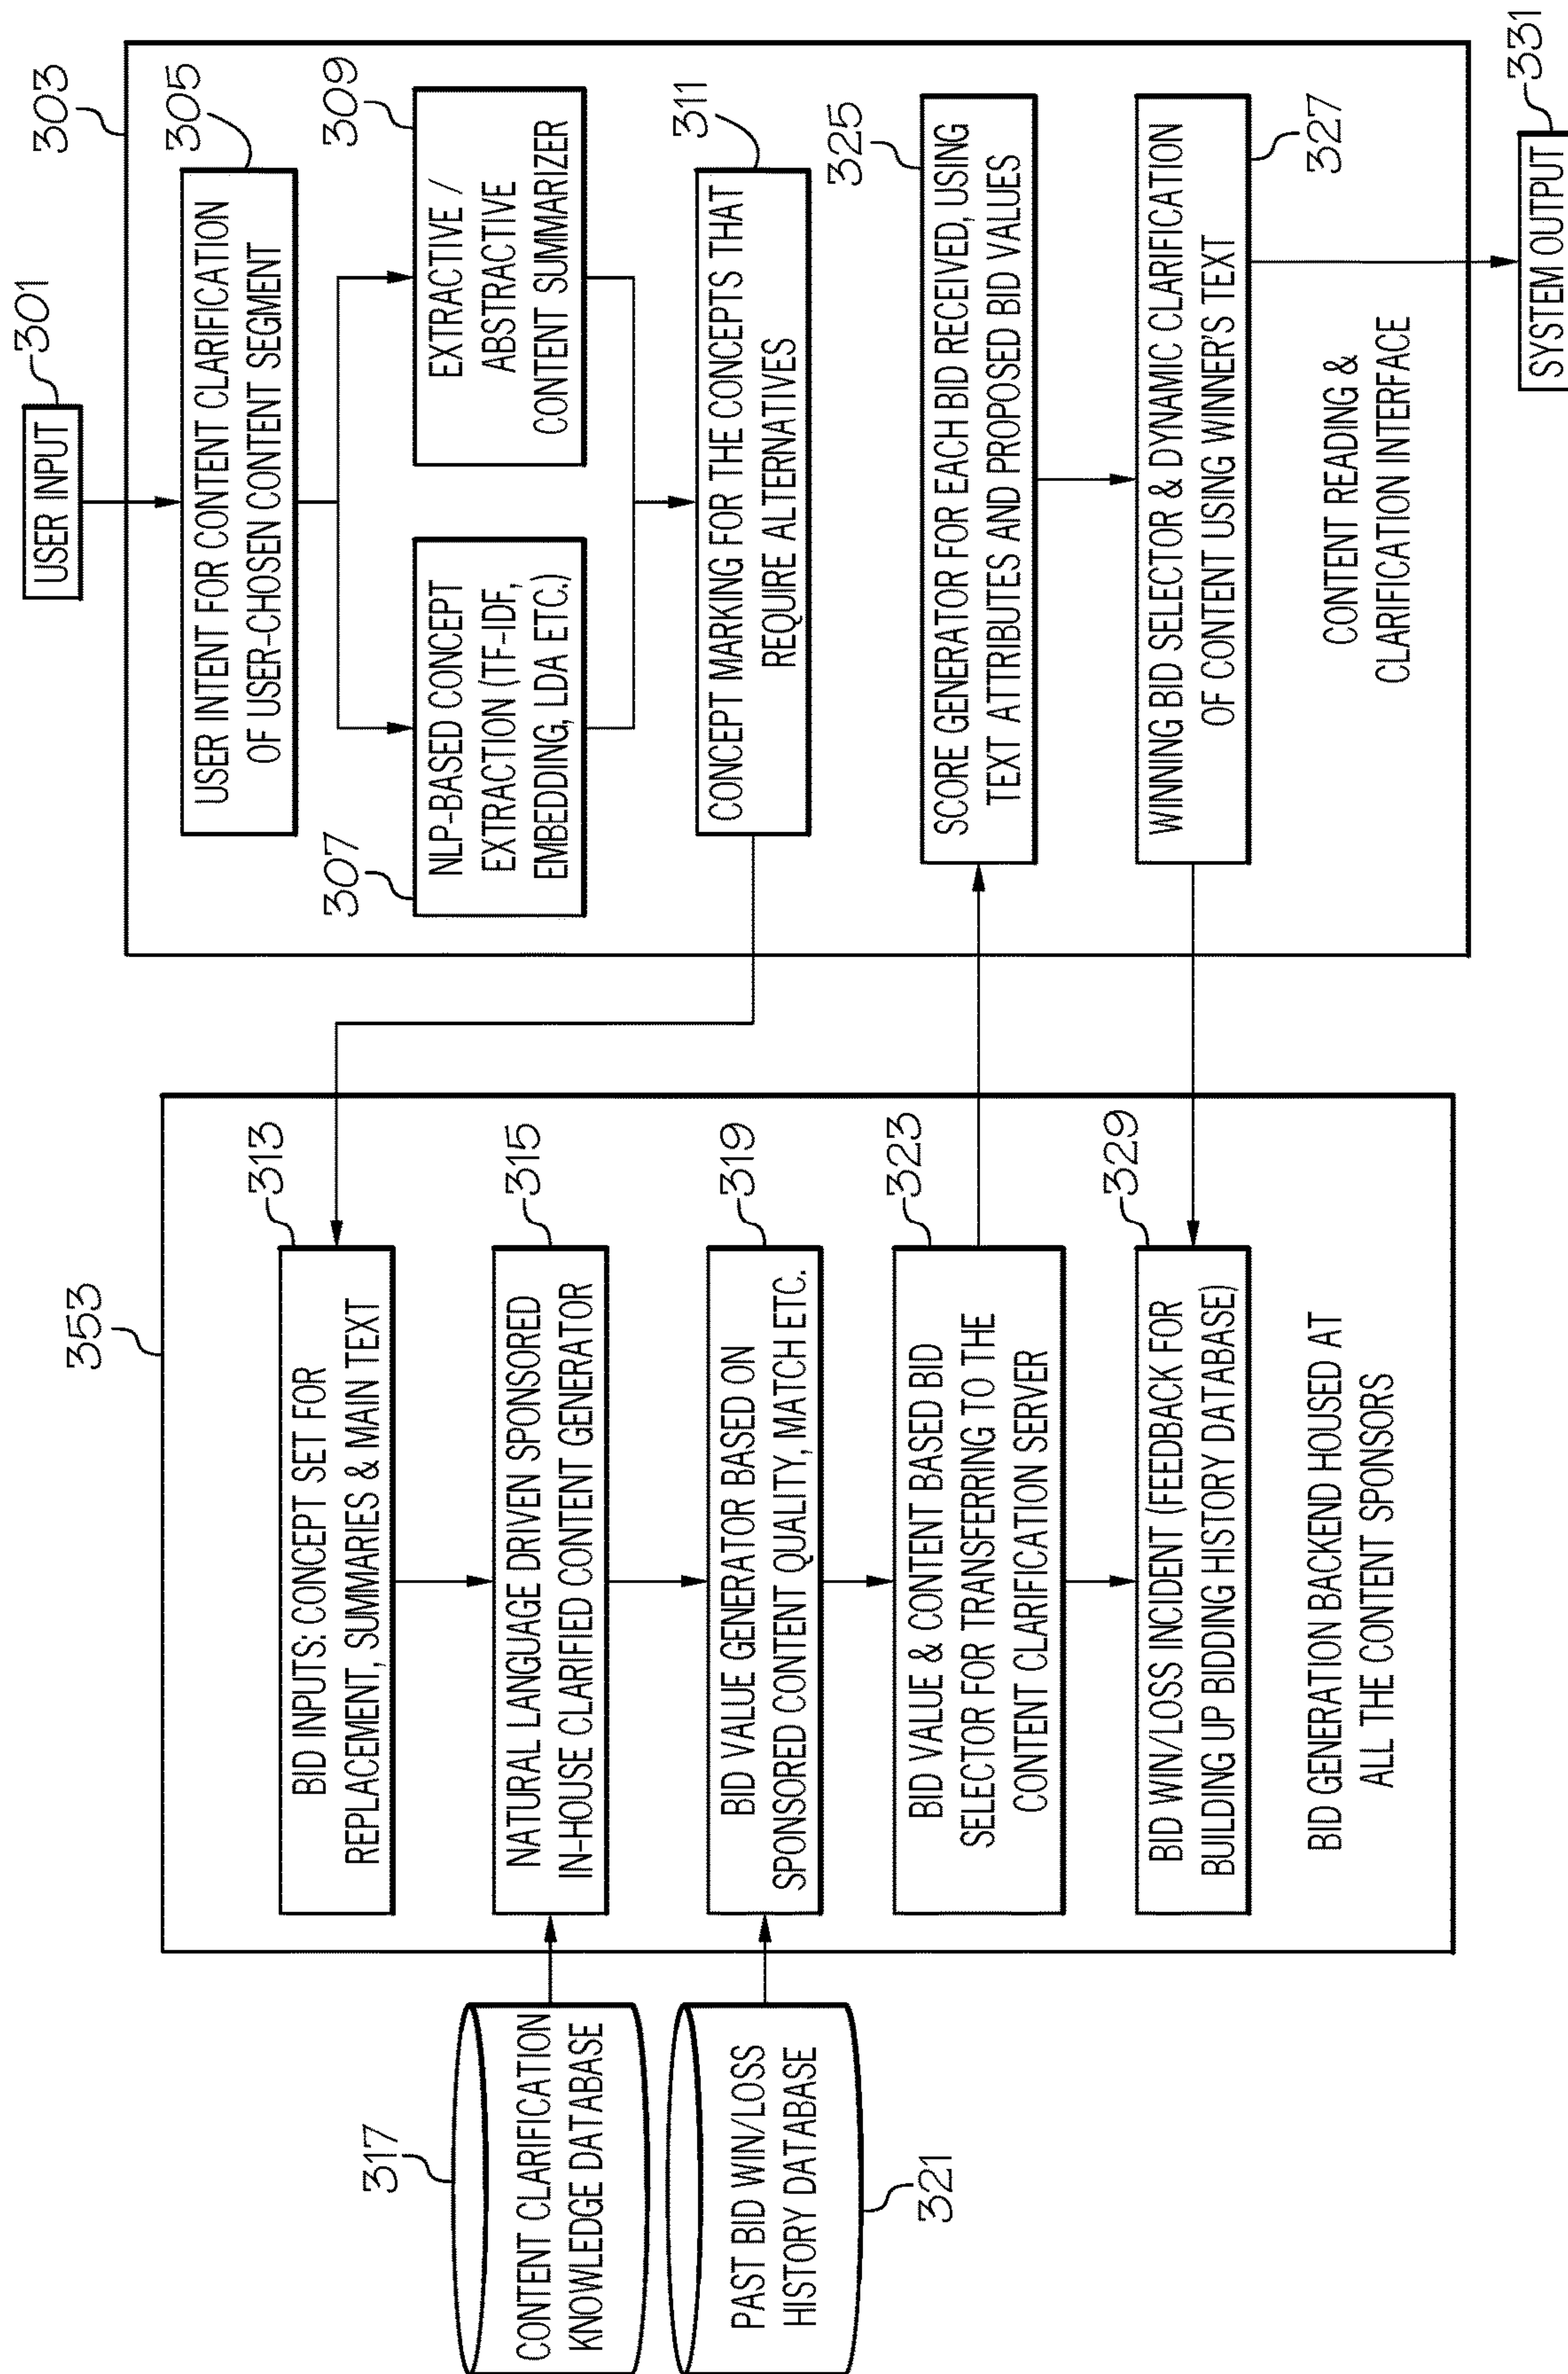 353
313
BID INPUTS: CONCEPT SET FOR
REPLACEMENT, SUMMARIES & MAIN TEXT
315
NATURAL LANGUAGE DRIVEN SPONSORED
IN-HOUSE CLARIFIED CONTENT GENERATOR
317
CONTENT CLARIFICATION
KNOWLEDGE DATABASE
319
BID VALUE GENERATOR BASED ON
SPONSORED CONTENT QUALITY, MATCH ETC.
321
PAST BID WIN/LOSS
HISTORY DATABASE
323
BID VALUE & CONTENT BASED BID
SELECTOR FOR TRANSFERRING TO THE
CONTENT CLARIFICATION SERVER
329
BID WIN/LOSS INCIDENT (FEEDBACK FOR
BUILDING UP BIDDING HISTORY DATABASE)
BID GENERATION BACKEND HOUSED AT
ALL THE CONTENT SPONSORS
301
USER INPUT
303
305
USER INTENT FOR CONTENT CLARIFICATION
OF USER-CHOSEN CONTENT SEGMENT
307
NLP-BASED CONCEPT
EXTRACTION (TF-IDF,
EMBEDDING, LDA ETC.)
309
EXTRACTIVE /
ABSTRACTIVE
CONTENT SUMMARIZER
311
CONCEPT MARKING FOR THE CONCEPTS THAT
REQUIRE ALTERNATIVES
325
SCORE GENERATOR FOR EACH BID RECEIVED, USING
TEXT ATTRIBUTES AND PROPOSED BID VALUES
327
WINNING BID SELECTOR & DYNAMIC CLARIFICATION
OF CONTENT USING WINNER'S TEXT
CONTENT READING &
CLARIFICATION INTERFACE
331
SYSTEM OUTPUT